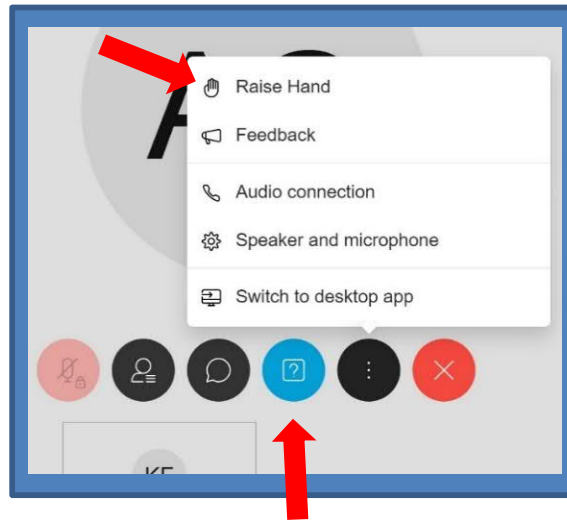 Raise Hand
Feedback
Audio connection
Speaker and microphone
Switch to desktop app
?